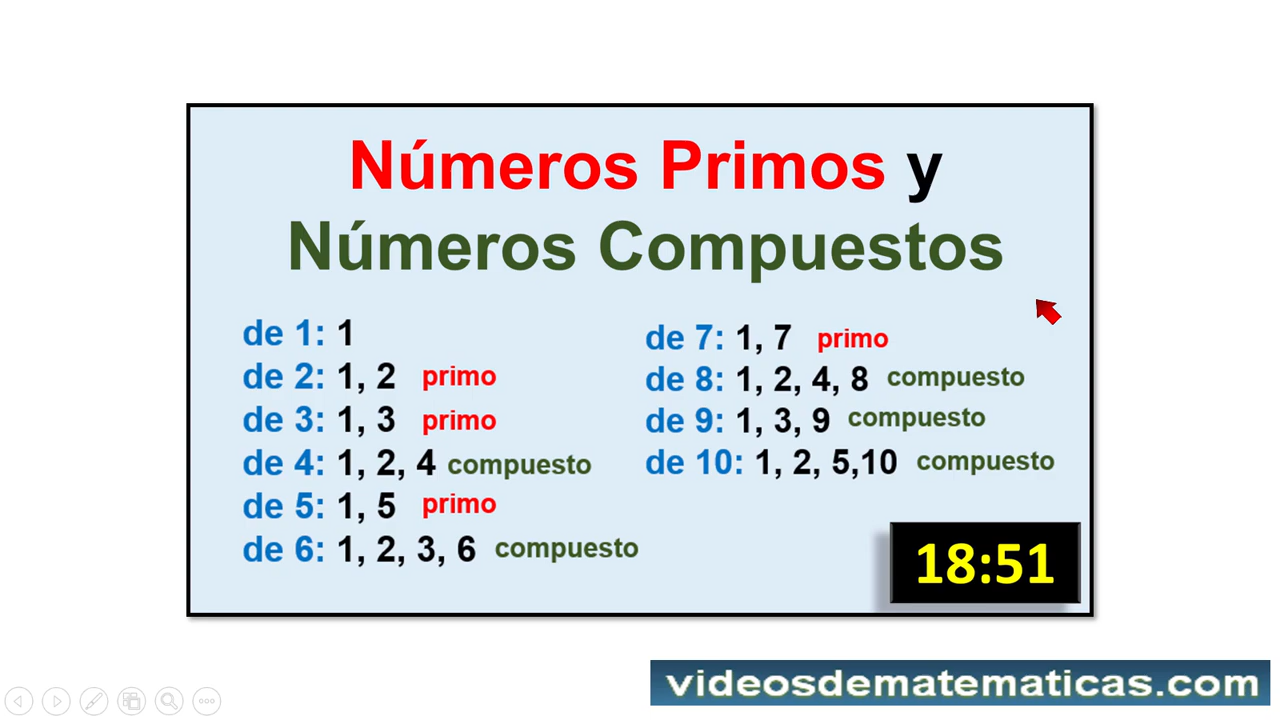 Números Primos y
Números Compuestos
de 1: 1
de 2: 1, 2 primo
de 3: 1, 3 primo
de 4: 1, 2, 4 compuesto
de 5: 1, 5 primo
de 6: 1, 2, 3, 6 compuesto
de 7: 1, 7 primo
de 8: 1, 2, 4, 8 compuesto
de 9: 1, 3, 9 compuesto
de 10: 1, 2, 5,10 compuesto
18:51
videosdematematicas.com